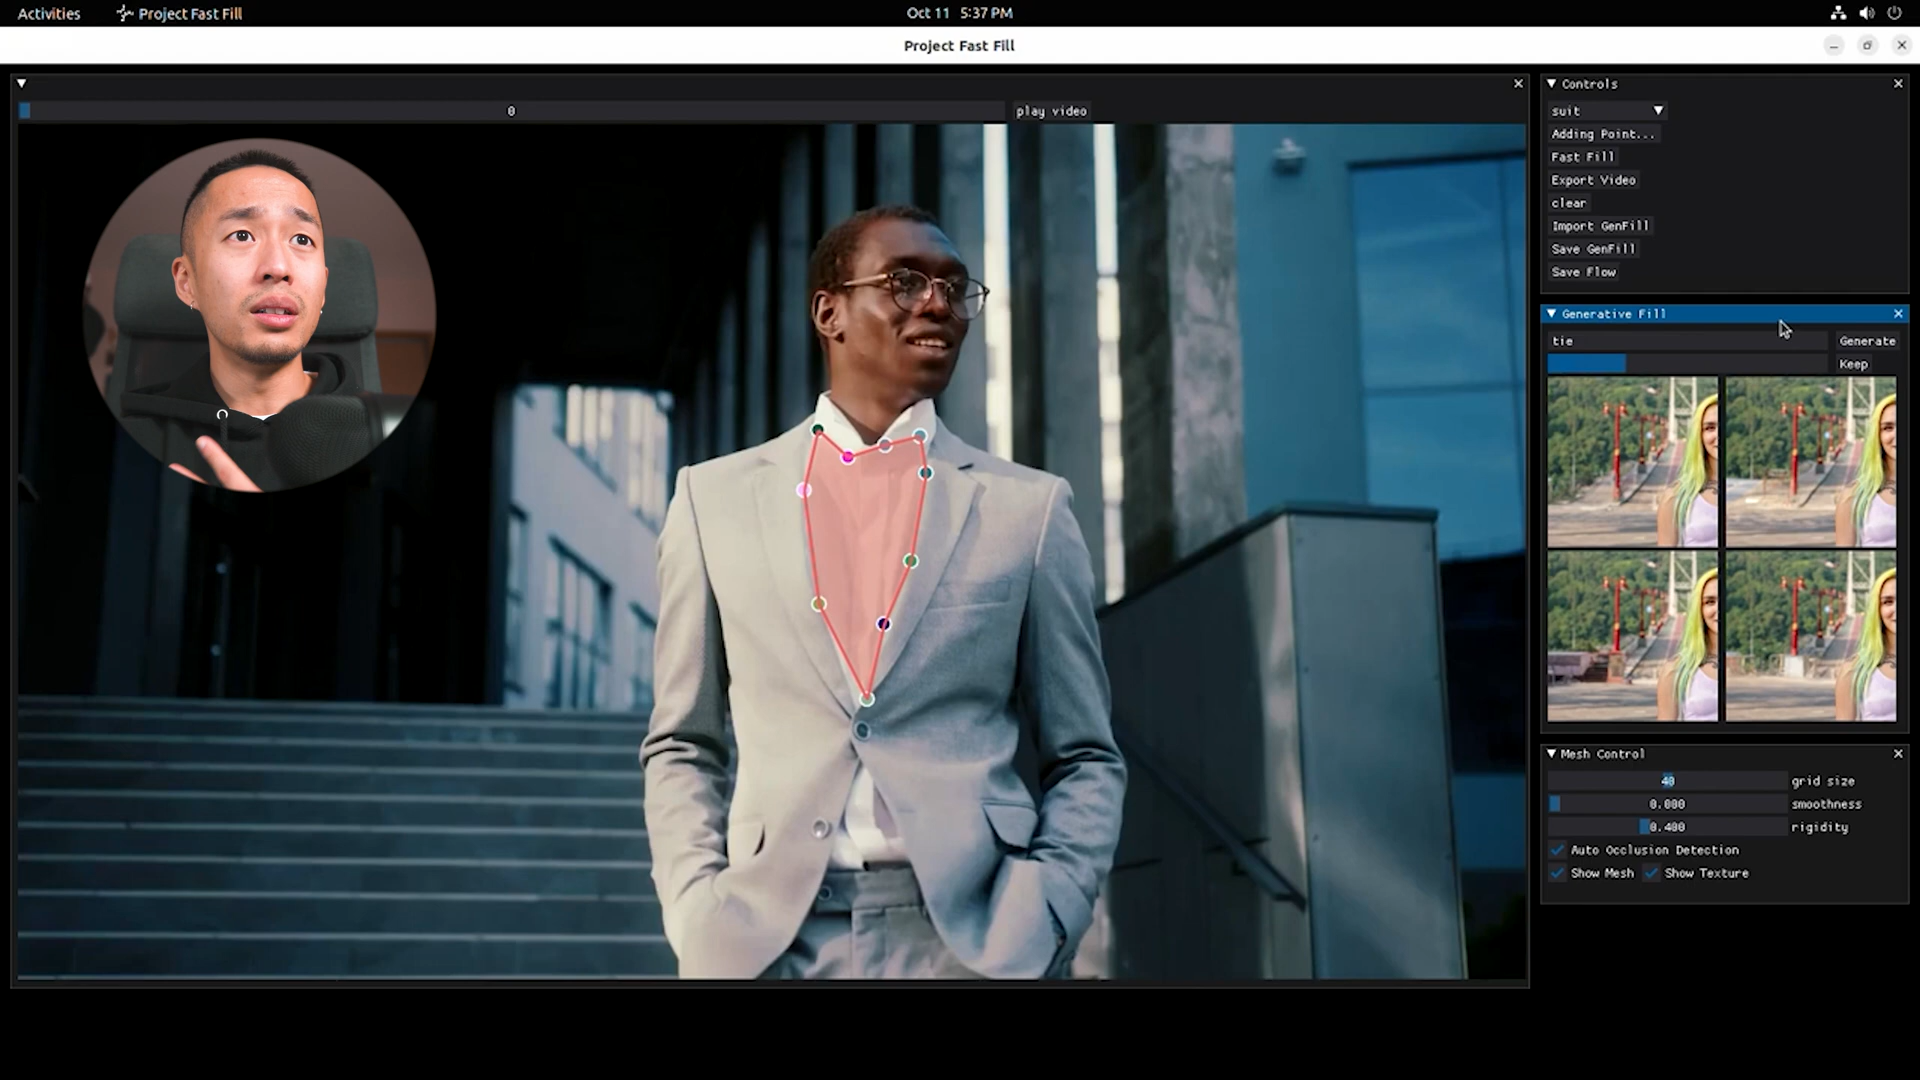 Activities Project Fast Fill Oct 11 5:37 PM
Project Fast Fill
0 play video
Controls
suit
Adding Point...
Fast Fill
Export Video
clear
Import GenFill
Save GenFill
Save Flow
Generative Fill
tie Generate
Keep
Mesh Control
40 grid size
0.000 smoothness
0.400 rigidity
Auto Occlusion Detection
Show Mesh Show Texture